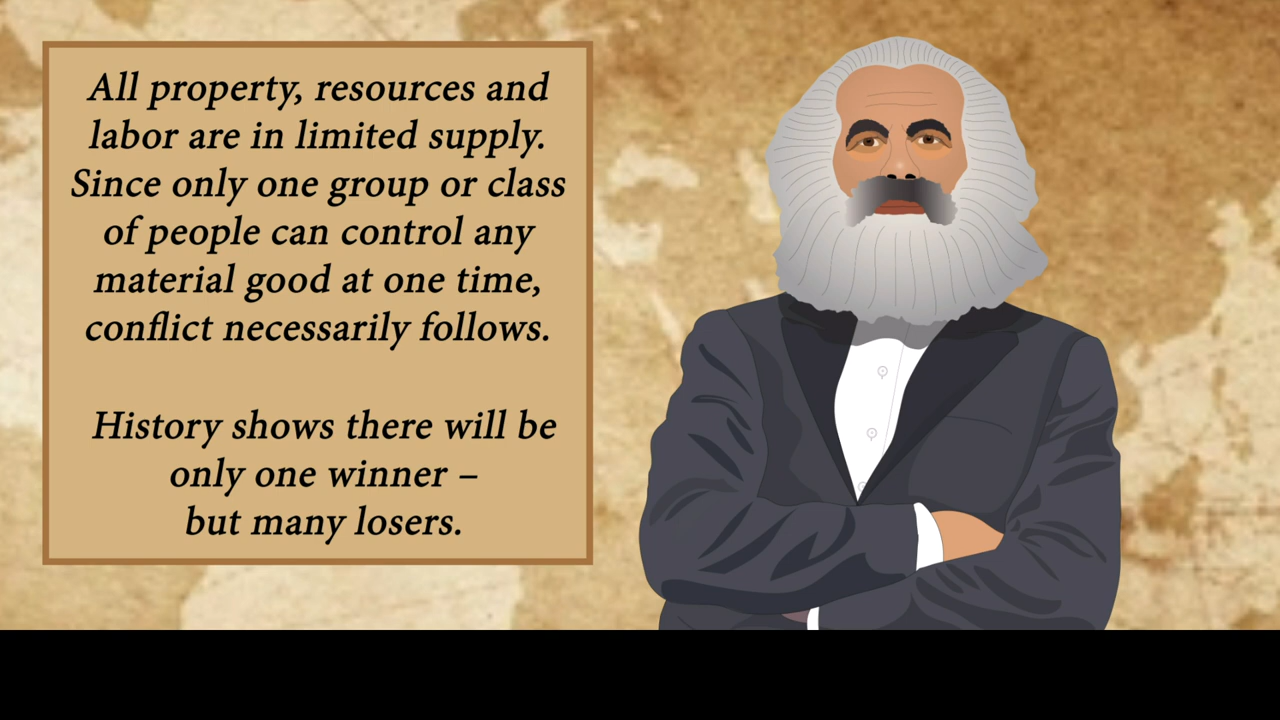 All property, resources and
labor are in limited supply.
Since only one group or class
of people can control any
material good at one time,
conflict necessarily follows.
History shows there will be
only one winner –
but many losers.